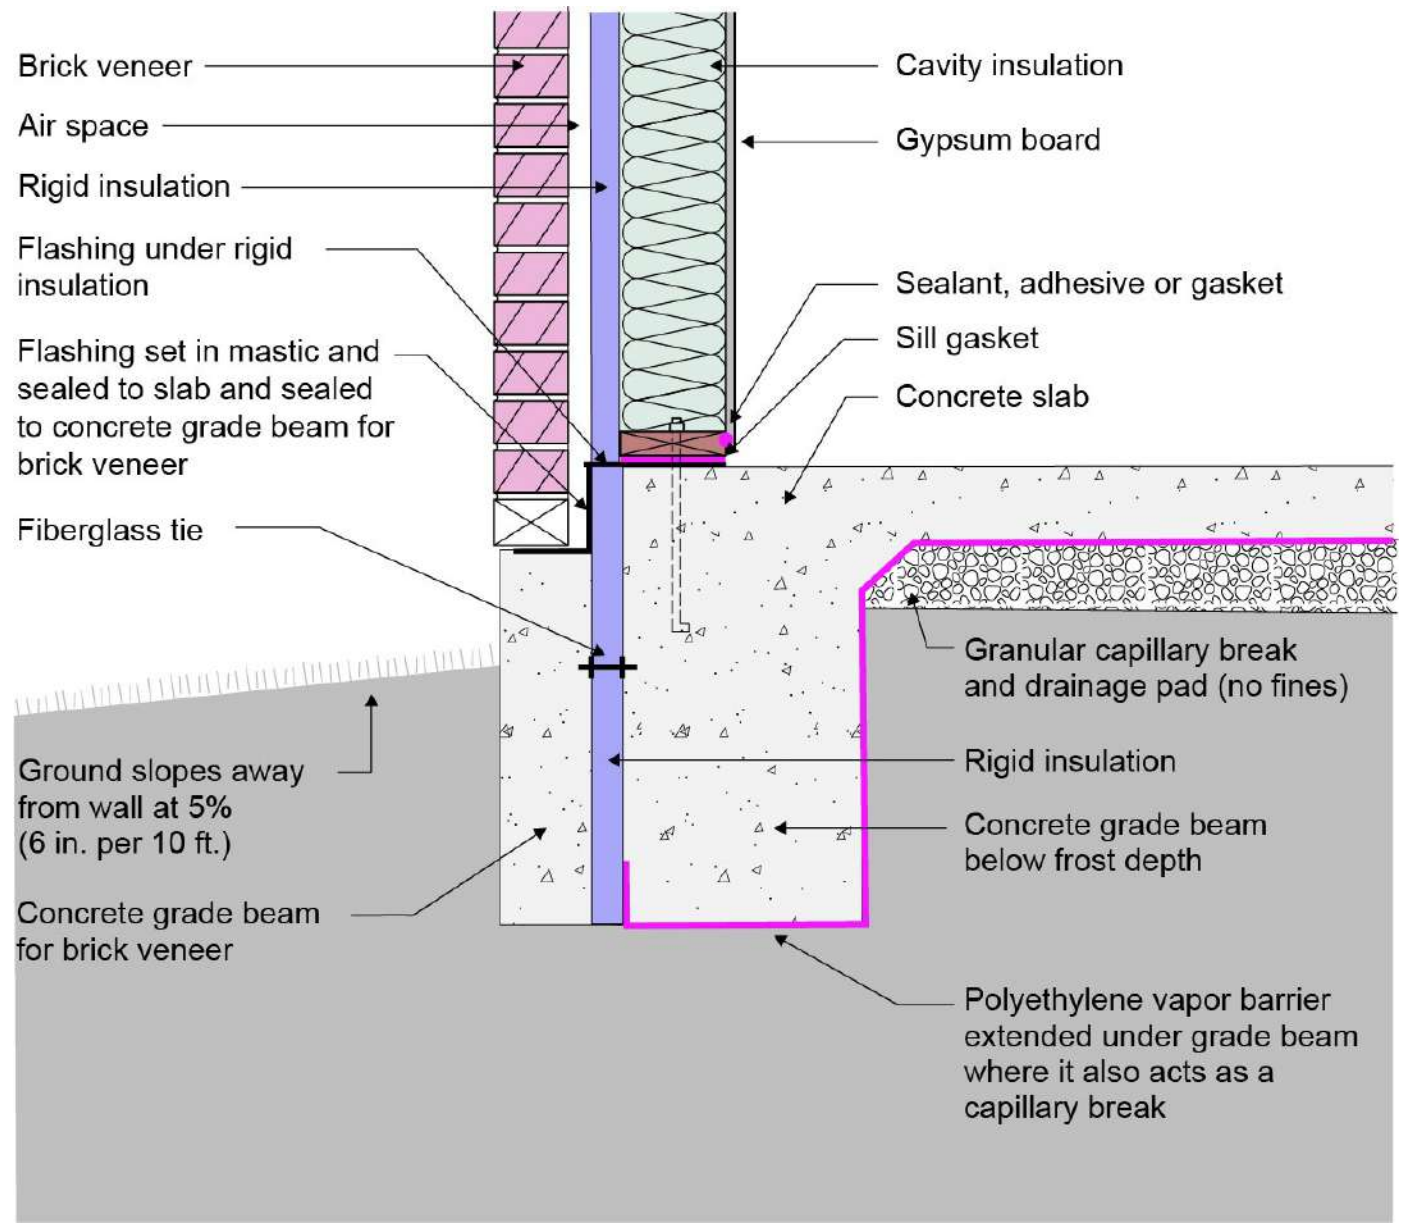 Brick veneer
Air space
Rigid insulation
Flashing under rigid
insulation
Flashing set in mastic and
sealed to slab and sealed
to concrete grade beam for
brick veneer
Fiberglass tie
Ground slopes away
from wall at 5%
(6 in. per 10 ft.)
Concrete grade beam
for brick veneer
Cavity insulation
Gypsum board
Sealant, adhesive or gasket
Sill gasket
Concrete slab
Granular capillary break
and drainage pad (no fines)
Rigid insulation
Concrete grade beam
below frost depth
Polyethylene vapor barrier
extended under grade beam
where it also acts as a
capillary break